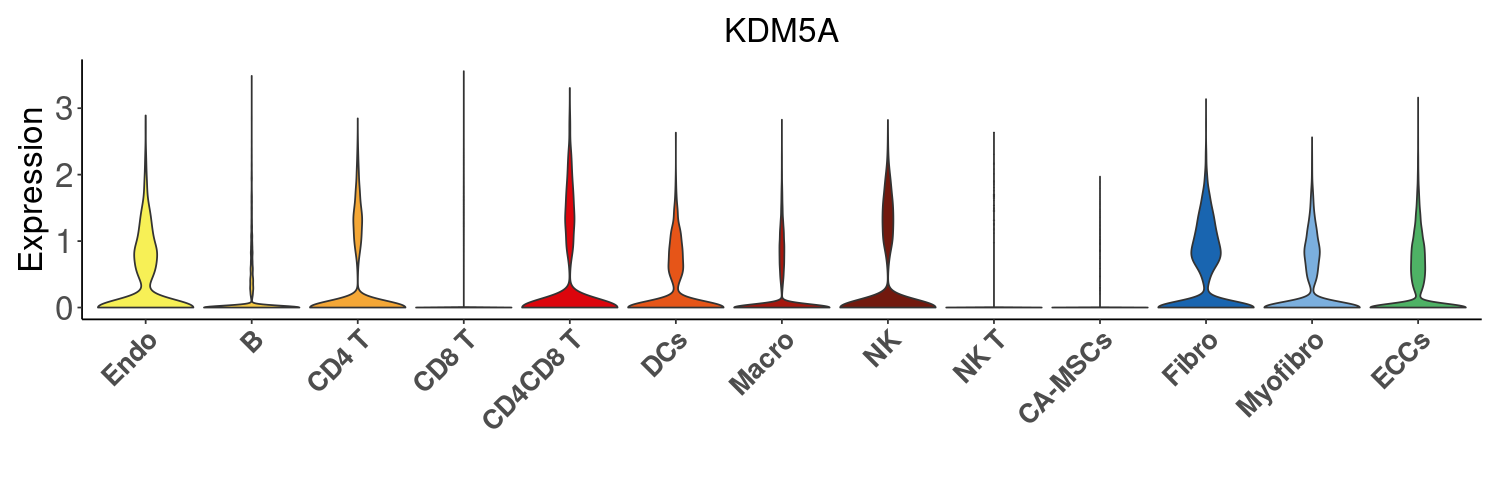 KDM5A
Expression
3
2
1
0
Endo
B
CD4 T
CD8 T
CD4CD8 T
DCs
Macro
NK
NK T
CA-MSCs
Fibro
Myofibro
ECCs